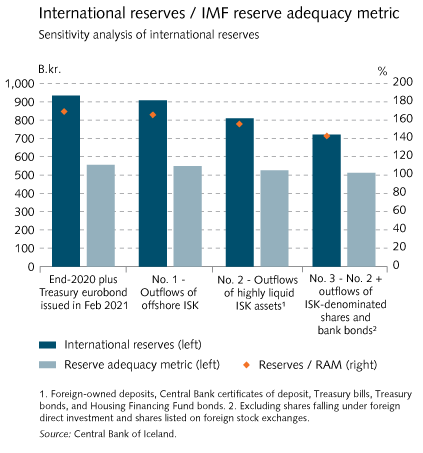 International reserves / IMF reserve adequacy metric
Sensitivity analysis of international reserves
B.kr.
%
1,000
900
800
700
600
500
400
300
200
100
0
200
180
160
140
120
100
80
60
40
20
0
End-2020 plus
Treasury eurobond
issued in Feb 2021
No. 1 -
Outflows of
offshore ISK
No. 2 - Outflows
of highly liquid
ISK assets¹
No. 3 - No. 2 +
outflows of
ISK-denominated
shares and
bank bonds²
International reserves (left)
Reserve adequacy metric (left)
Reserves / RAM (right)
1. Foreign-owned deposits, Central Bank certificates of deposit, Treasury bills, Treasury
bonds, and Housing Financing Fund bonds. 2. Excluding shares falling under foreign
direct investment and shares listed on foreign stock exchanges.
Source: Central Bank of Iceland.